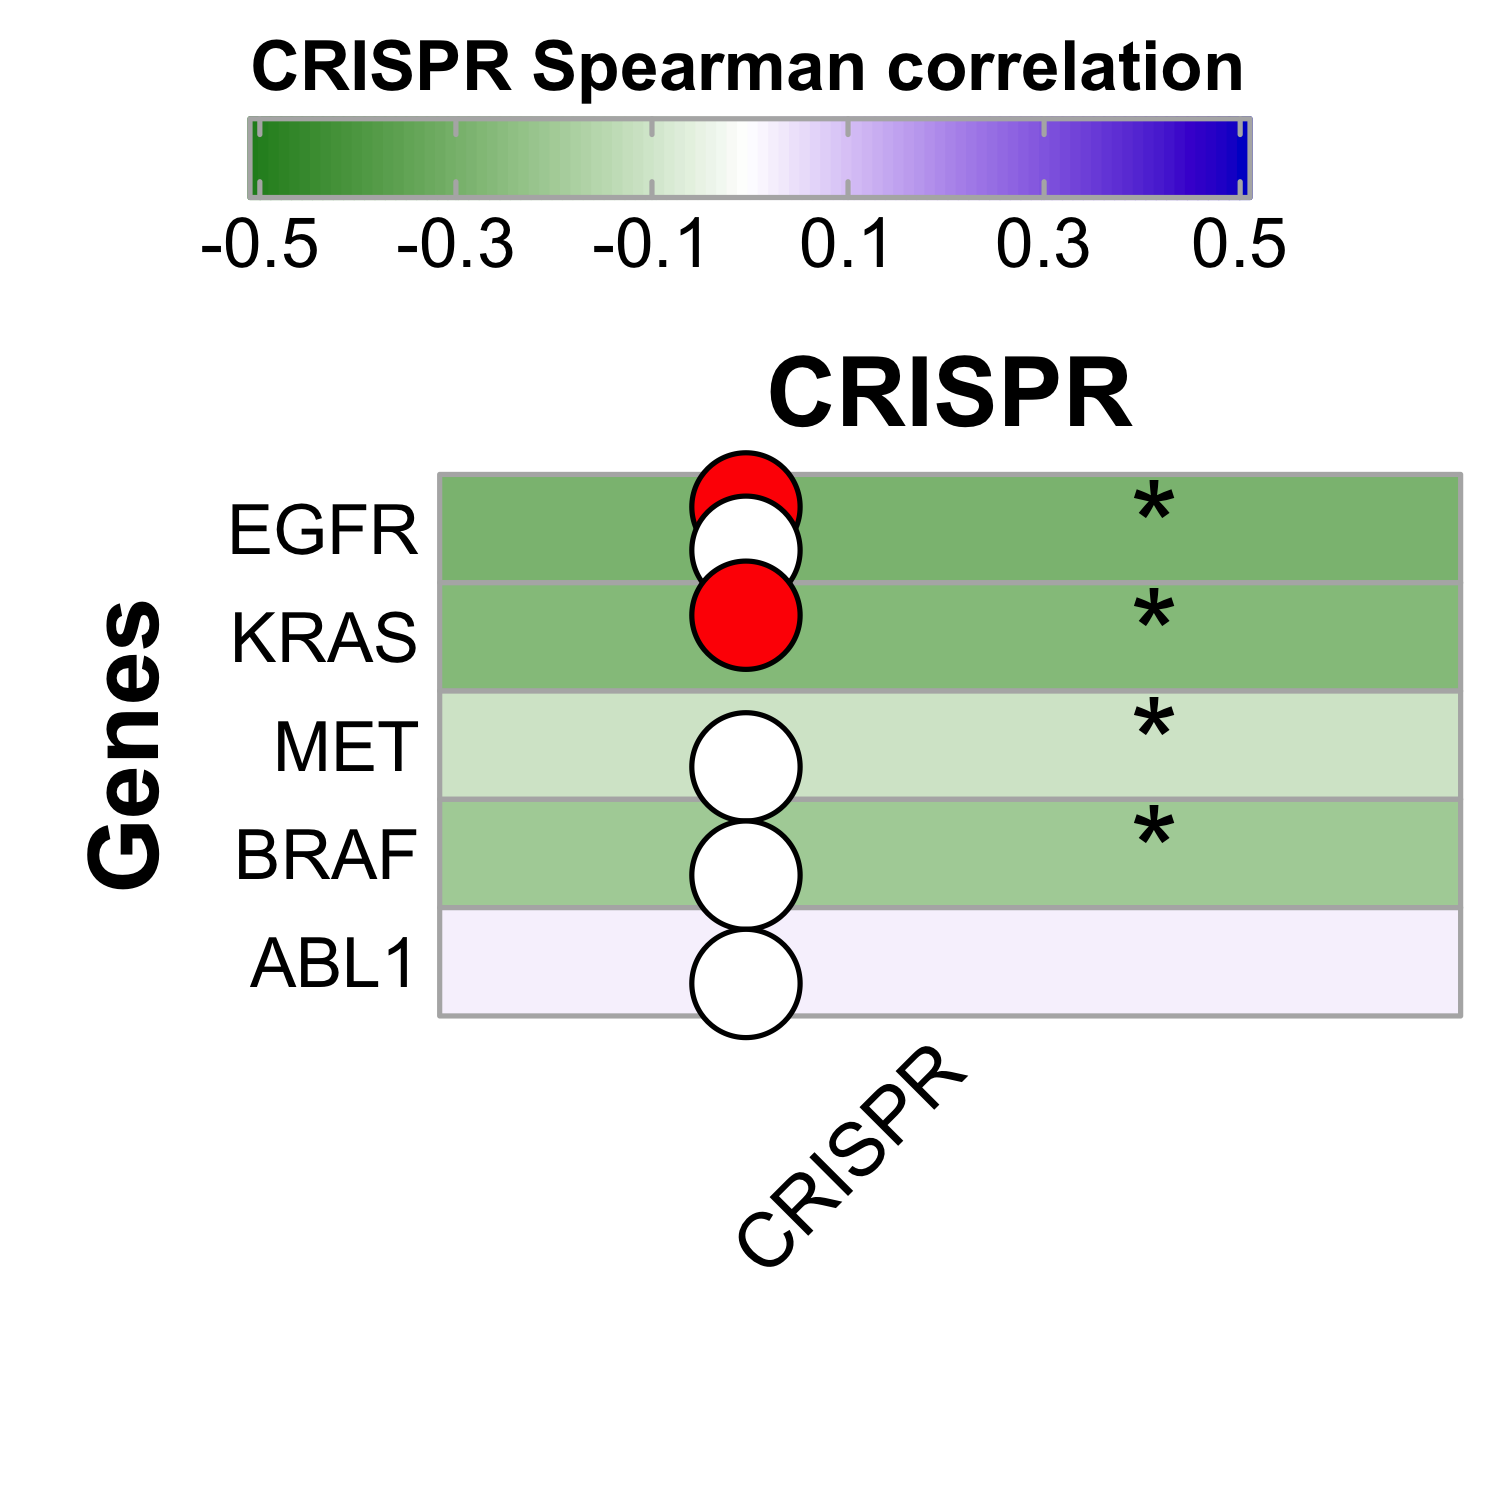 CRISPR Spearman correlation
-0.5 -0.3 -0.1 0.1 0.3 0.5
CRISPR
Genes
EGFR *
KRAS *
MET *
BRAF *
ABL1
CRISPR